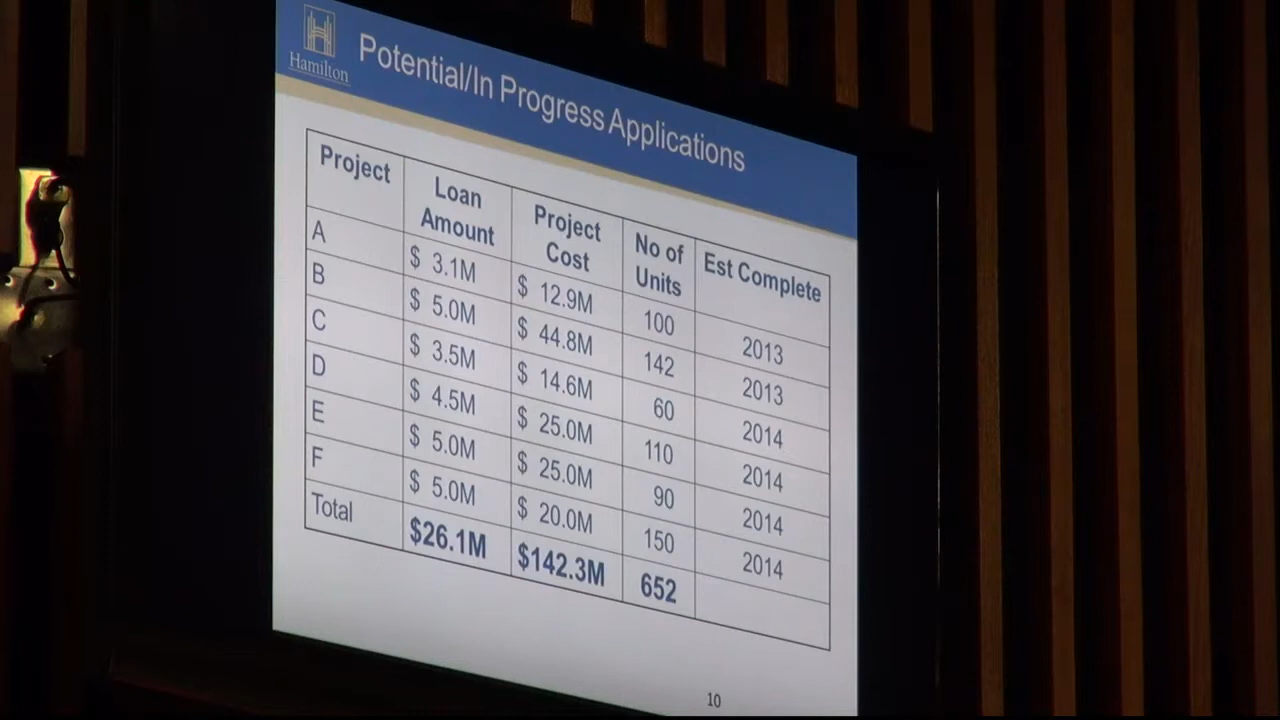 Hamilton
Potential/In Progress Applications
Project Loan Amount Project Cost No of Units Est Complete
A $ 3.1M $ 12.9M 100 2013
B $ 5.0M $ 44.8M 142 2013
C $ 3.5M $ 14.6M 60 2014
D $ 4.5M $ 25.0M 110 2014
E $ 5.0M $ 25.0M 90 2014
F $ 5.0M $ 20.0M 150 2014
Total $26.1M $142.3M 652
10